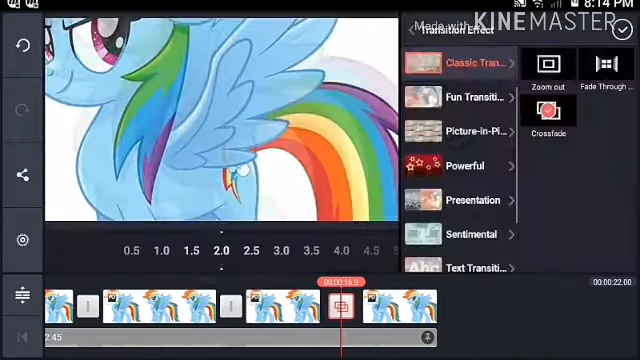 8:14 PM
Made with
KINEMASTER
Transition Effect
Classic Tran...
Zoom out
Fade Through ...
Fun Transiti...
Crossfade
Picture-in-Pi...
Powerful
Presentation
Sentimental
Text Transiti...
0.5 1.0 1.5 2.0 2.5 3.0 3.5 4.0 4.5
00:00:16.9
00:00:22.00
2.45